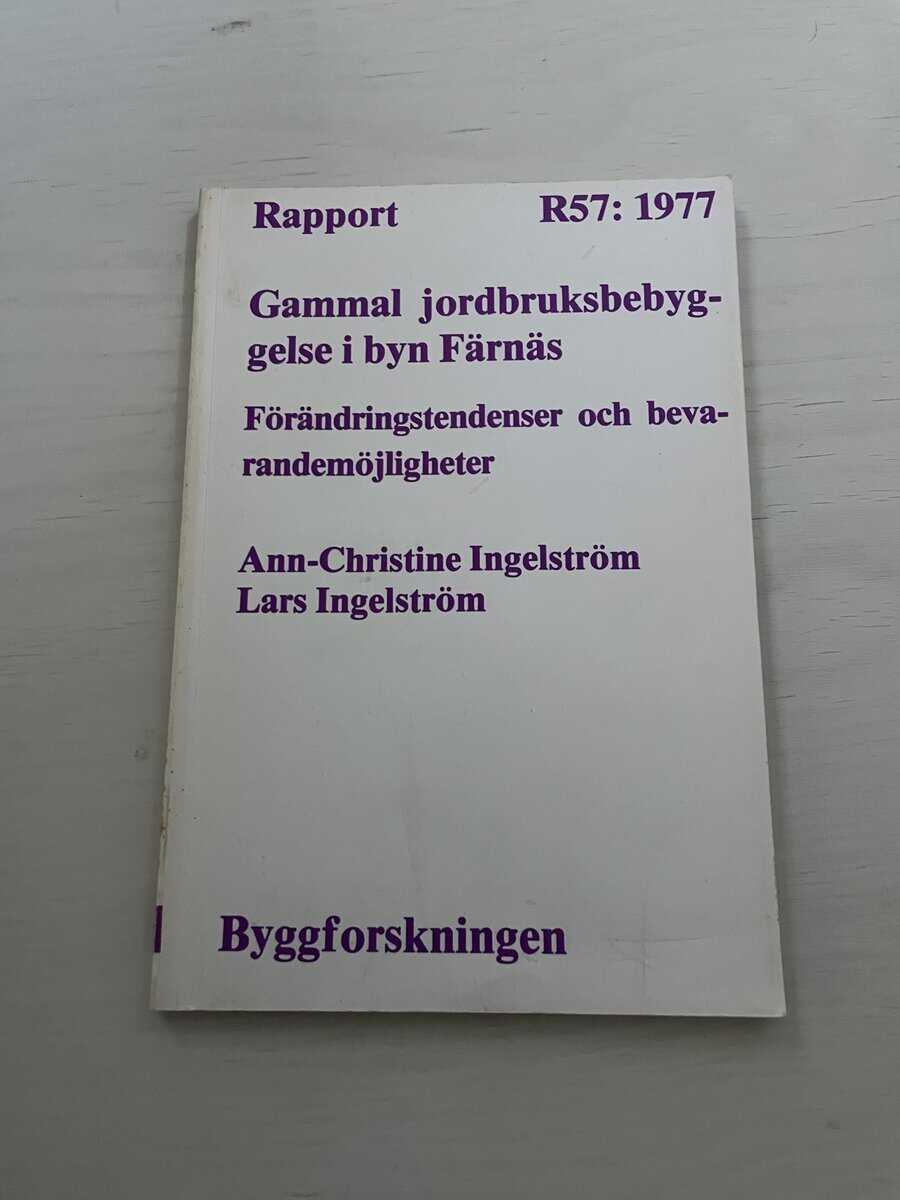 Rapport R57: 1977
Gammal jordbruksbebyg-
gelse i byn Färnäs
Förändringstendenser och beva-
randemöjligheter
Ann-Christine Ingelström
Lars Ingelström
Byggforskningen